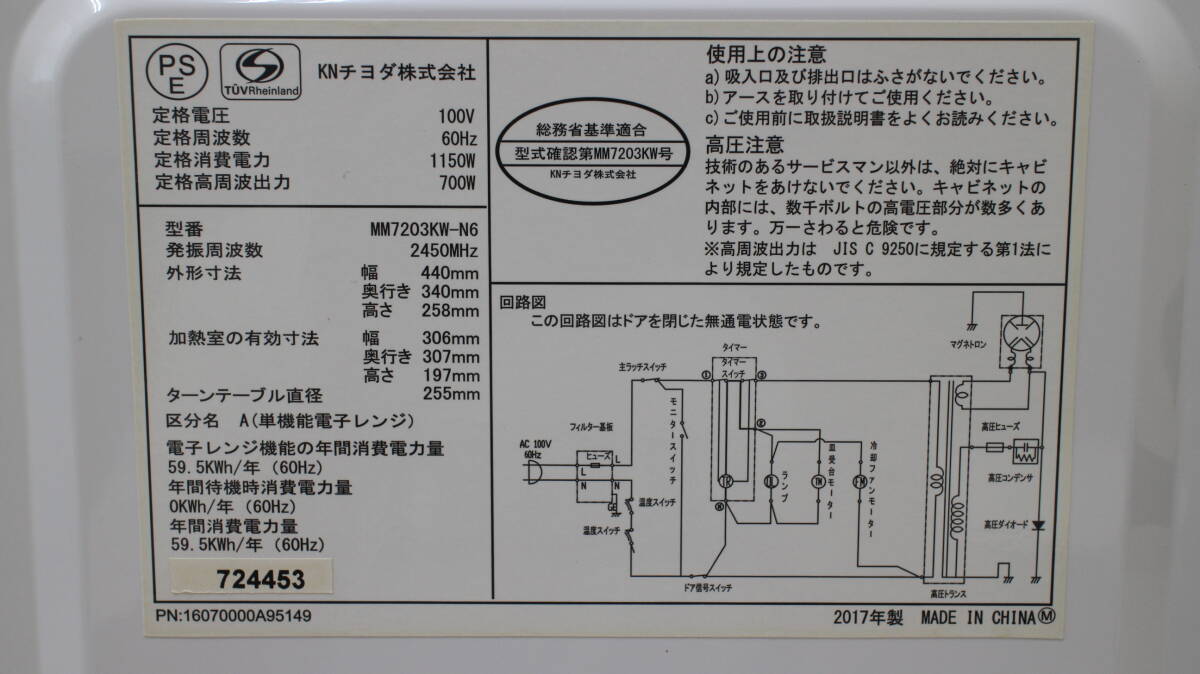 PS
E
TÜVRheinland
KNチヨダ株式会社
定格電圧 100V
定格周波数 60Hz
定格消費電力 1150W
定格高周波出力 700W
型番 MM7203KW-N6
発振周波数 2450MHz
外形寸法 幅 440mm
奥行き 340mm
高さ 258mm
加熱室の有効寸法 幅 306mm
奥行き 307mm
高さ 197mm
ターンテーブル直径 255mm
区分名 A(単機能電子レンジ)
電子レンジ機能の年間消費電力量
59.5KWh/年 (60Hz)
年間待機時消費電力量
0KWh/年 (60Hz)
年間消費電力量
59.5KWh/年 (60Hz)
724453
PN:16070000A95149
総務省基準適合
型式確認第MM7203KW号
KNチヨダ株式会社
使用上の注意
a)吸入口及び排出口はふさがないでください。
b)アースを取り付けてご使用ください。
c)ご使用前に取扱説明書をよくお読みください。
高圧注意
技術のあるサービスマン以外は、絶対にキャビ
ネットをあけないでください。キャビネットの
内部には、数千ボルトの高電圧部分が数多くあ
ります。万一さわると危険です。
※高周波出力は JIS C 9250に規定する第1法に
より規定したものです。
回路図
この回路図はドアを閉じた無通電状態です。
マグネトロン
タイマー
タイマー
スイッチ
主ラッチスイッチ
① ③
モニタースイッチ
②
フィルター基板
AC 100V
60Hz
ヒューズ
L
L
N
N
GE
温度スイッチ
温度スイッチ
TR
④
OL
ランプ
TM
皿受台モーター
FM
冷却ファンモーター
高圧ヒューズ
高圧コンデンサ
高圧ダイオード
ドア信号スイッチ
高圧トランス
2017年製 MADE IN CHINA Ⓜ